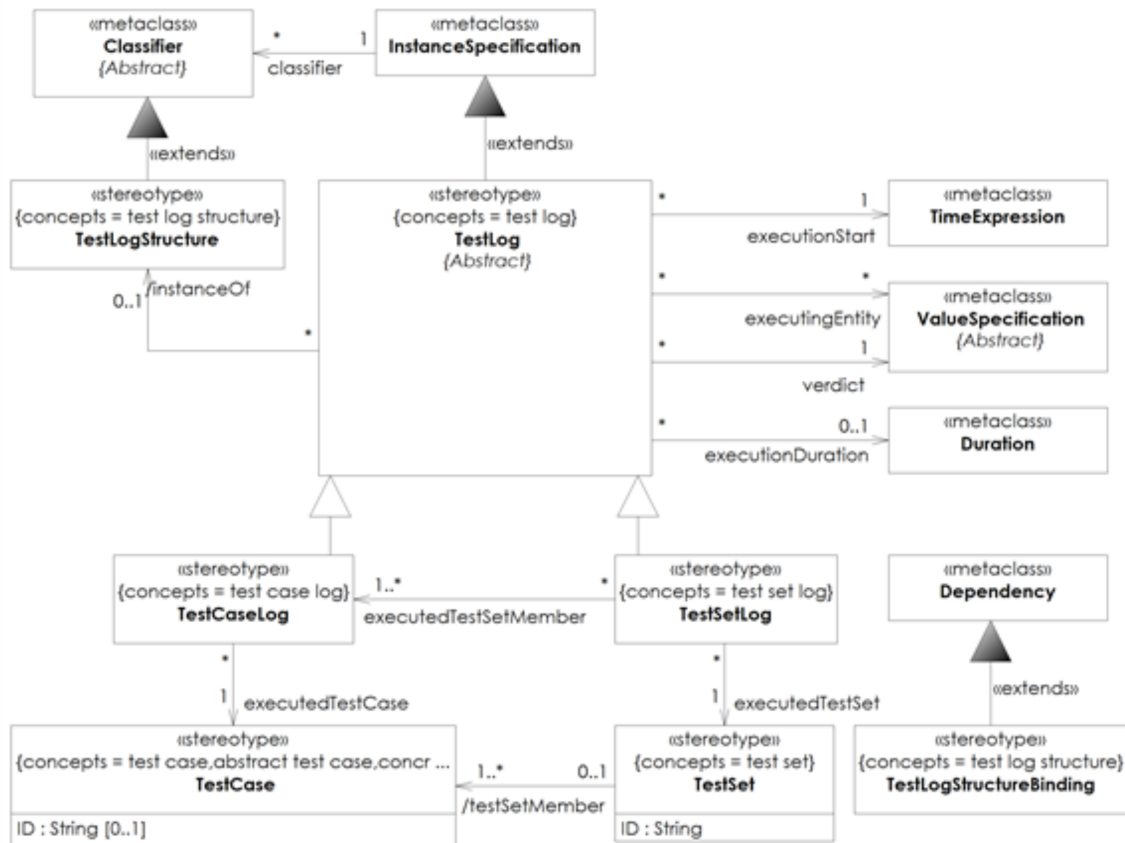 «metaclass»
Classifier
{Abstract}
* 1
classifier
«metaclass»
InstanceSpecification
«extends»
«extends»
«stereotype»
{concepts = test log structure}
TestLogStructure
«stereotype»
{concepts = test log}
TestLog
{Abstract}
* 1
executionStart
«metaclass»
TimeExpression
0..1
/instanceOf
*
* *
executingEntity
* 1
verdict
«metaclass»
ValueSpecification
{Abstract}
* 0..1
executionDuration
«metaclass»
Duration
«stereotype»
{concepts = test case log}
TestCaseLog
1..* *
executedTestSetMember
«stereotype»
{concepts = test set log}
TestSetLog
«metaclass»
Dependency
*
1
executedTestCase
*
1
executedTestSet
«extends»
«stereotype»
{concepts = test case,abstract test case,concr ...
TestCase
ID : String [0..1]
1..* 0..1
/testSetMember
«stereotype»
{concepts = test set}
TestSet
ID : String
«stereotype»
{concepts = test log structure}
TestLogStructureBinding